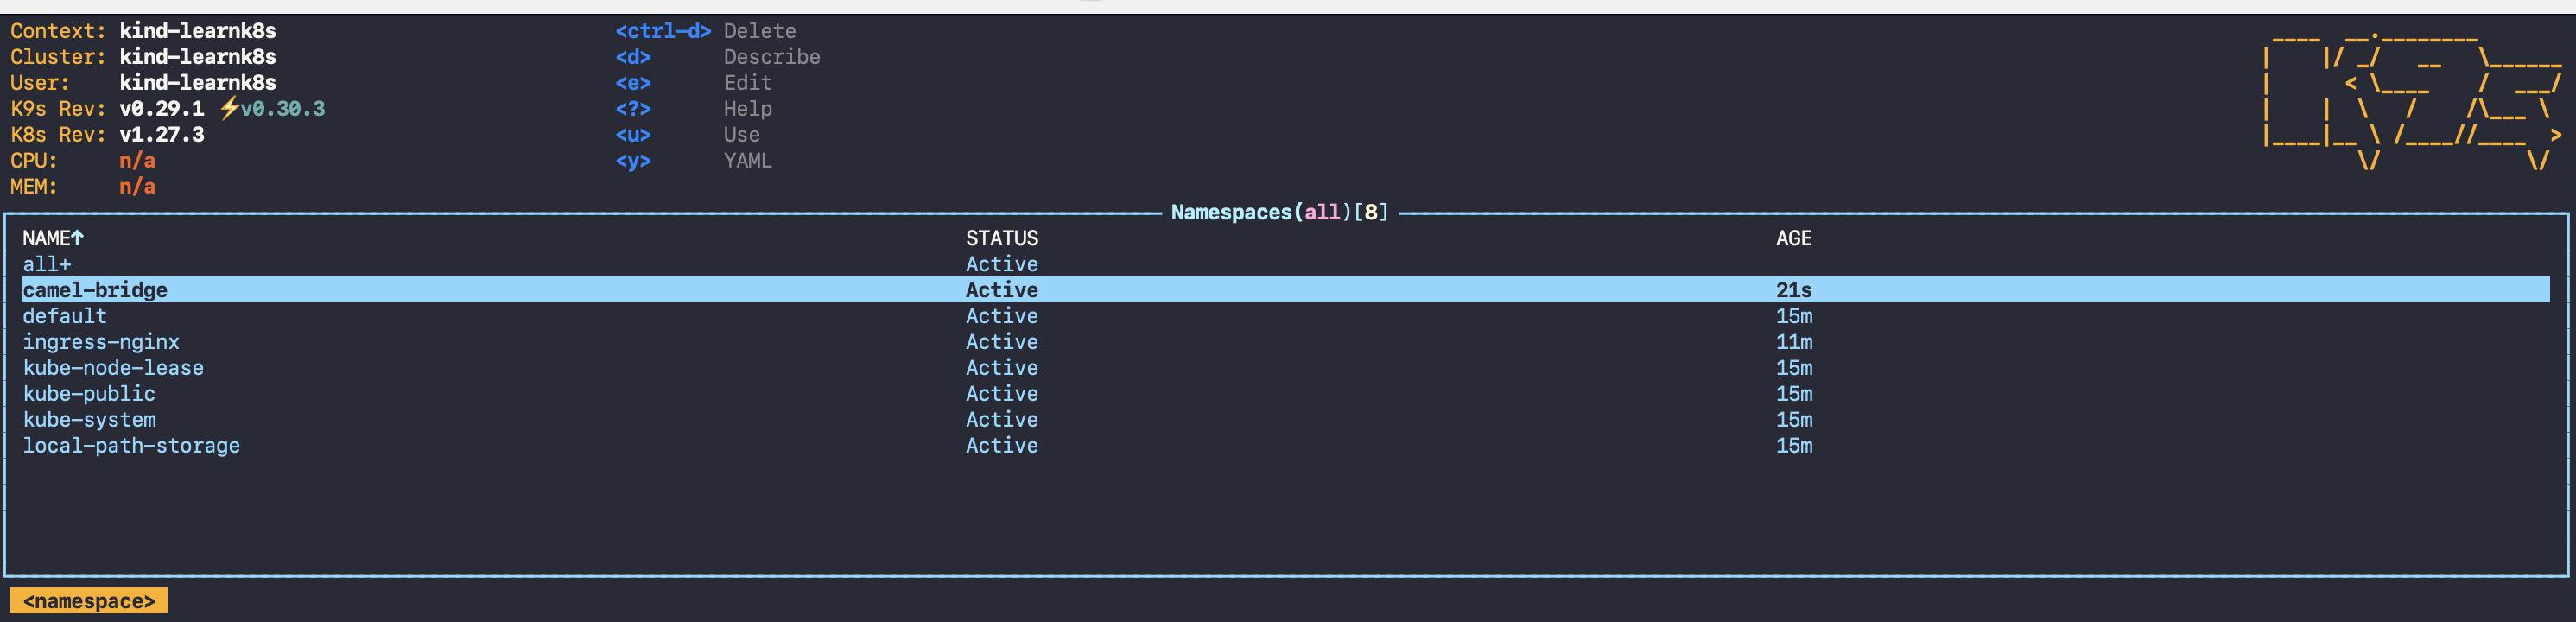 Context: kind-learnk8s
Cluster: kind-learnk8s
User: kind-learnk8s
K9s Rev: v0.29.1 ⚡v0.30.3
K8s Rev: v1.27.3
CPU: n/a
MEM: n/a
<ctrl-d> Delete
<d> Describe
<e> Edit
<?> Help
<u> Use
<y> YAML
Namespaces(all)[8]
NAME↑ STATUS AGE
all+ Active
camel-bridge Active 21s
default Active 15m
ingress-nginx Active 11m
kube-node-lease Active 15m
kube-public Active 15m
kube-system Active 15m
local-path-storage Active 15m
<namespace>